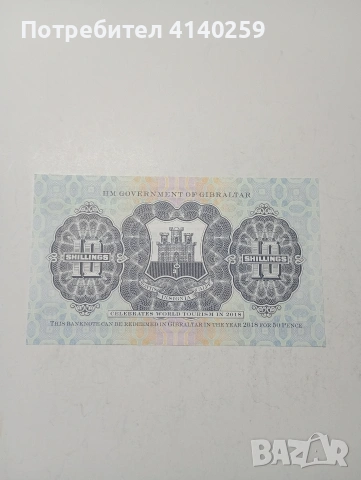 Потребител 4140259
H.M. GOVERNMENT OF GIBRALTAR
10 SHILLINGS
10 SHILLINGS
CELEBRATES WORLD TOURISM IN 2018
THIS BANKNOTE CAN BE REDEEMED IN GIBRALTAR IN THE YEAR 2018 FOR 50 PENCE
BAZAR